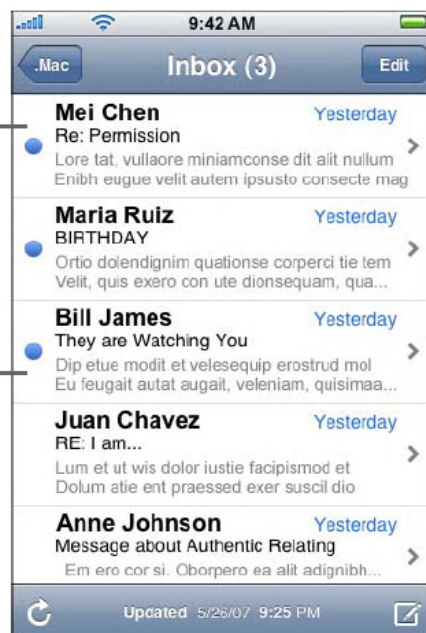 9:42 AM
.Mac Inbox (3) Edit
Mei Chen Yesterday
Re: Permission
Lore tat, vullaore miniamconse dit alit nullum
Enibh eugue velit autem ipsusto consecte mag
Maria Ruiz Yesterday
BIRTHDAY
Ortio dolendignim quationse corperci tie tem
Velit, quis exero con ute dionsequam, qua...
Bill James Yesterday
They are Watching You
Dip etue modit et velesequip erostrud mol
Eu feugait autat augait, veleniam, quisimaa...
Juan Chavez Yesterday
RE: I am...
Lum et ut wis dolor iustie facipismod et
Dolum atie ent praessed exer suscil dio
Anne Johnson Yesterday
Message about Authentic Relating
Em ero cor si. Oborpero ea alit adignibh...
Updated 5/26/07 9:25 PM